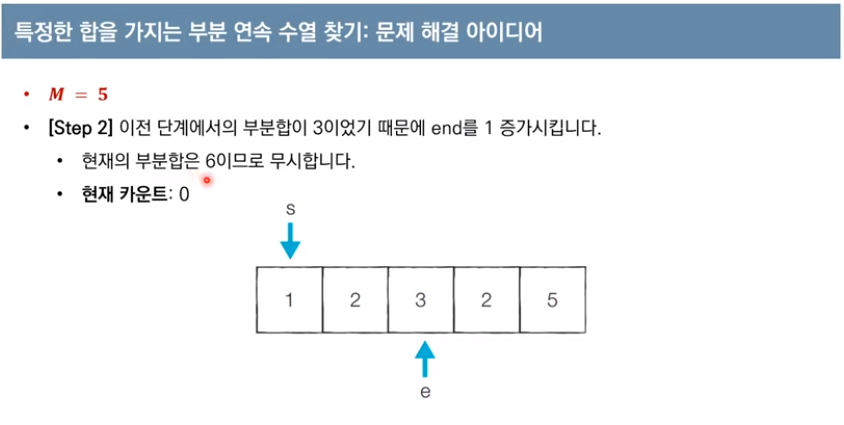 특정한 합을 가지는 부분 연속 수열 찾기: 문제 해결 아이디어
• M = 5
• [Step 2] 이전 단계에서의 부분합이 3이었기 때문에 end를 1 증가시킵니다.
• 현재의 부분합은 6이므로 무시합니다.
• 현재 카운트: 0
s
1 2 3 2 5
e